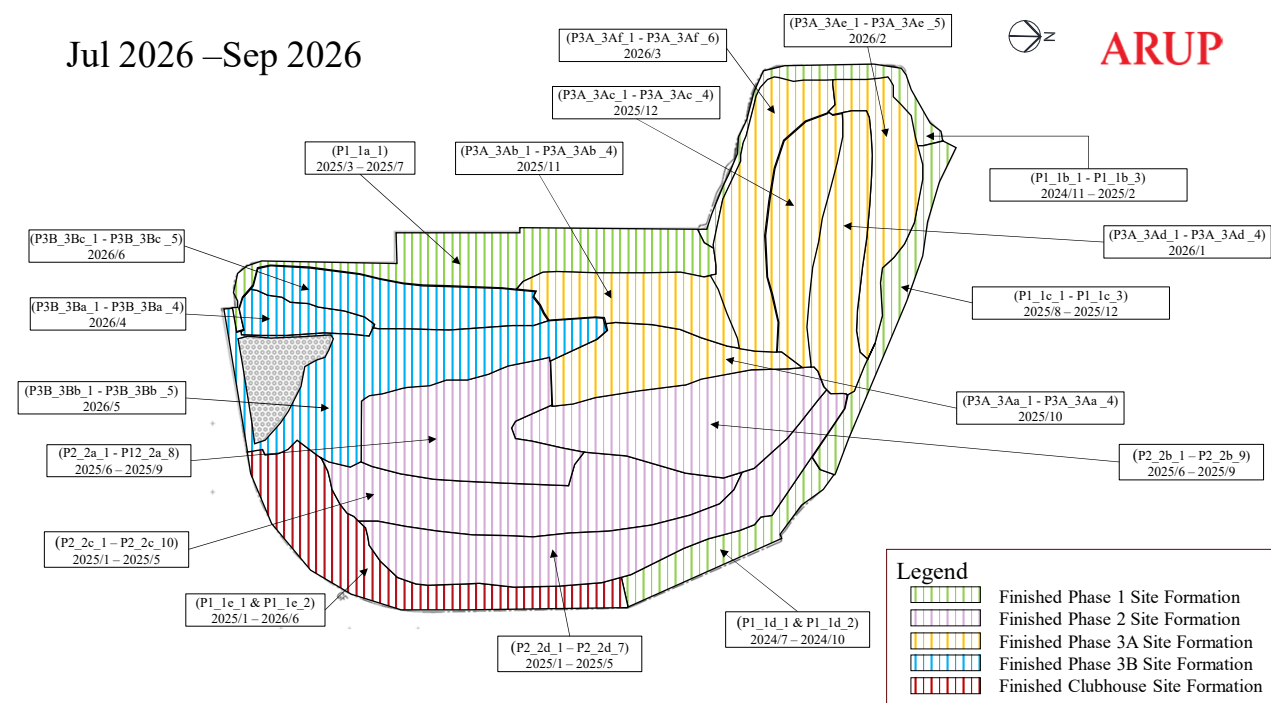 Jul 2026 –Sep 2026
(P3A_3Af_1 - P3A_3Af _6)
2026/3
(P3A_3Ae_1 - P3A_3Ae _5)
2026/2
N
ARUP
(P3A_3Ac_1 - P3A_3Ac _4)
2025/12
(P1_1a_1)
2025/3 – 2025/7
(P3A_3Ab_1 - P3A_3Ab _4)
2025/11
(P1_1b_1 - P1_1b_3)
2024/11 – 2025/2
(P3B_3Bc_1 - P3B_3Bc _5)
2026/6
(P3A_3Ad_1 - P3A_3Ad _4)
2026/1
(P3B_3Ba_1 - P3B_3Ba _4)
2026/4
(P1_1c_1 - P1_1c_3)
2025/8 – 2025/12
(P3B_3Bb_1 - P3B_3Bb _5)
2026/5
(P3A_3Aa_1 - P3A_3Aa _4)
2025/10
(P2_2a_1 - P12_2a_8)
2025/6 – 2025/9
(P2_2b_1 – P2_2b_9)
2025/6 – 2025/9
(P2_2c_1 – P2_2c_10)
2025/1 – 2025/5
(P1_1e_1 & P1_1e_2)
2025/1 – 2026/6
(P2_2d_1 – P2_2d_7)
2025/1 – 2025/5
(P1_1d_1 & P1_1d_2)
2024/7 – 2024/10
Legend
Finished Phase 1 Site Formation
Finished Phase 2 Site Formation
Finished Phase 3A Site Formation
Finished Phase 3B Site Formation
Finished Clubhouse Site Formation